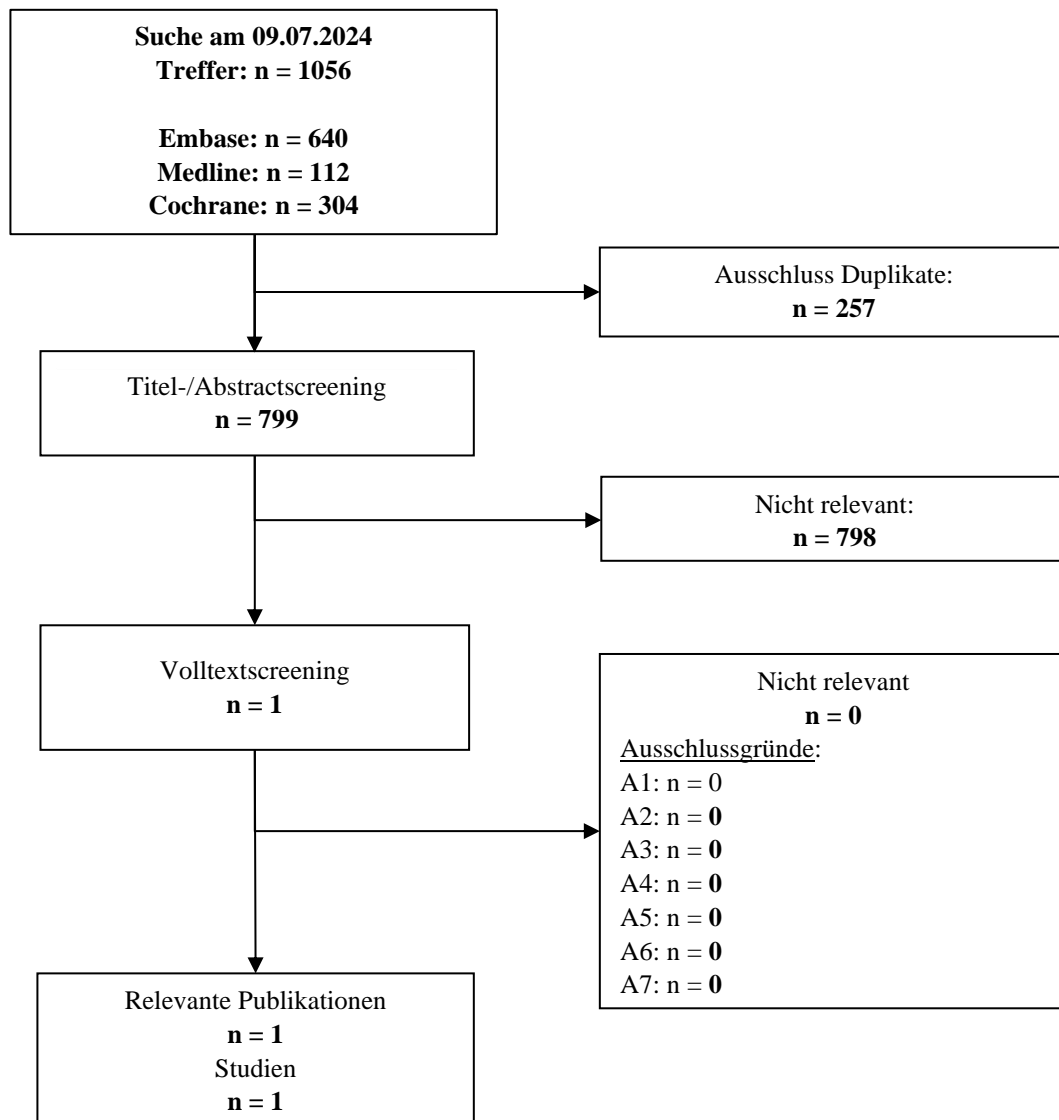 Suche am 09.07.2024
Treffer: n = 1056
Embase: n = 640
Medline: n = 112
Cochrane: n = 304
Ausschluss Duplikate:
n = 257
Titel-/Abstractscreening
n = 799
Nicht relevant:
n = 798
Volltextscreening
n = 1
Nicht relevant
n = 0
Ausschlussgründe:
A1: n = 0
A2: n = 0
A3: n = 0
A4: n = 0
A5: n = 0
A6: n = 0
A7: n = 0
Relevante Publikationen
n = 1
Studien
n = 1